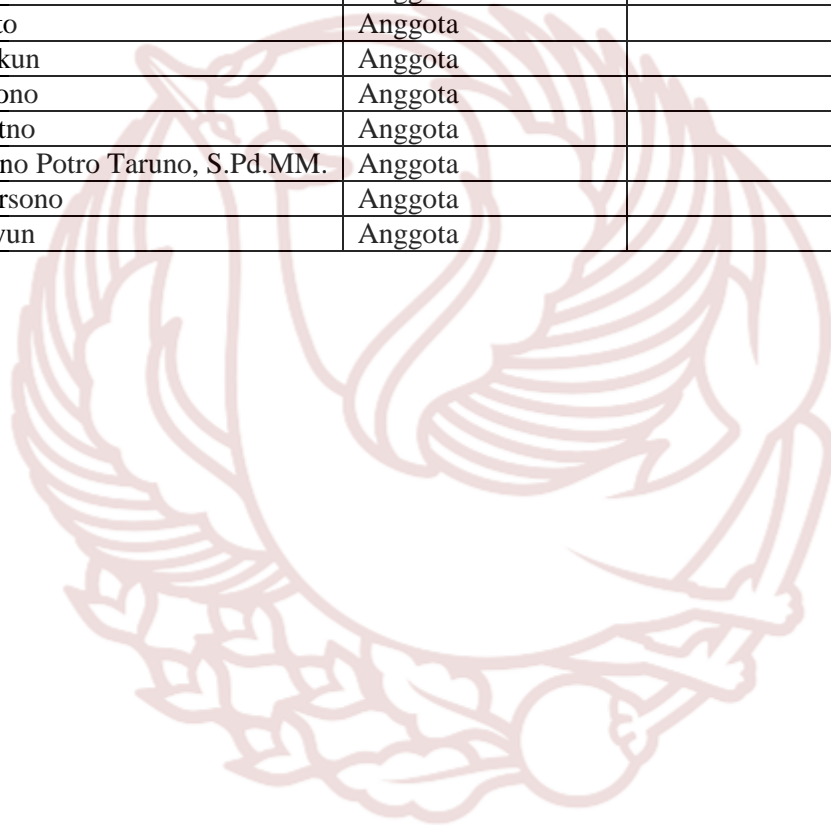 to Anggota
kun Anggota
ono Anggota
tno Anggota
no Potro Taruno, S.Pd.MM. Anggota
rsono Anggota
yun Anggota